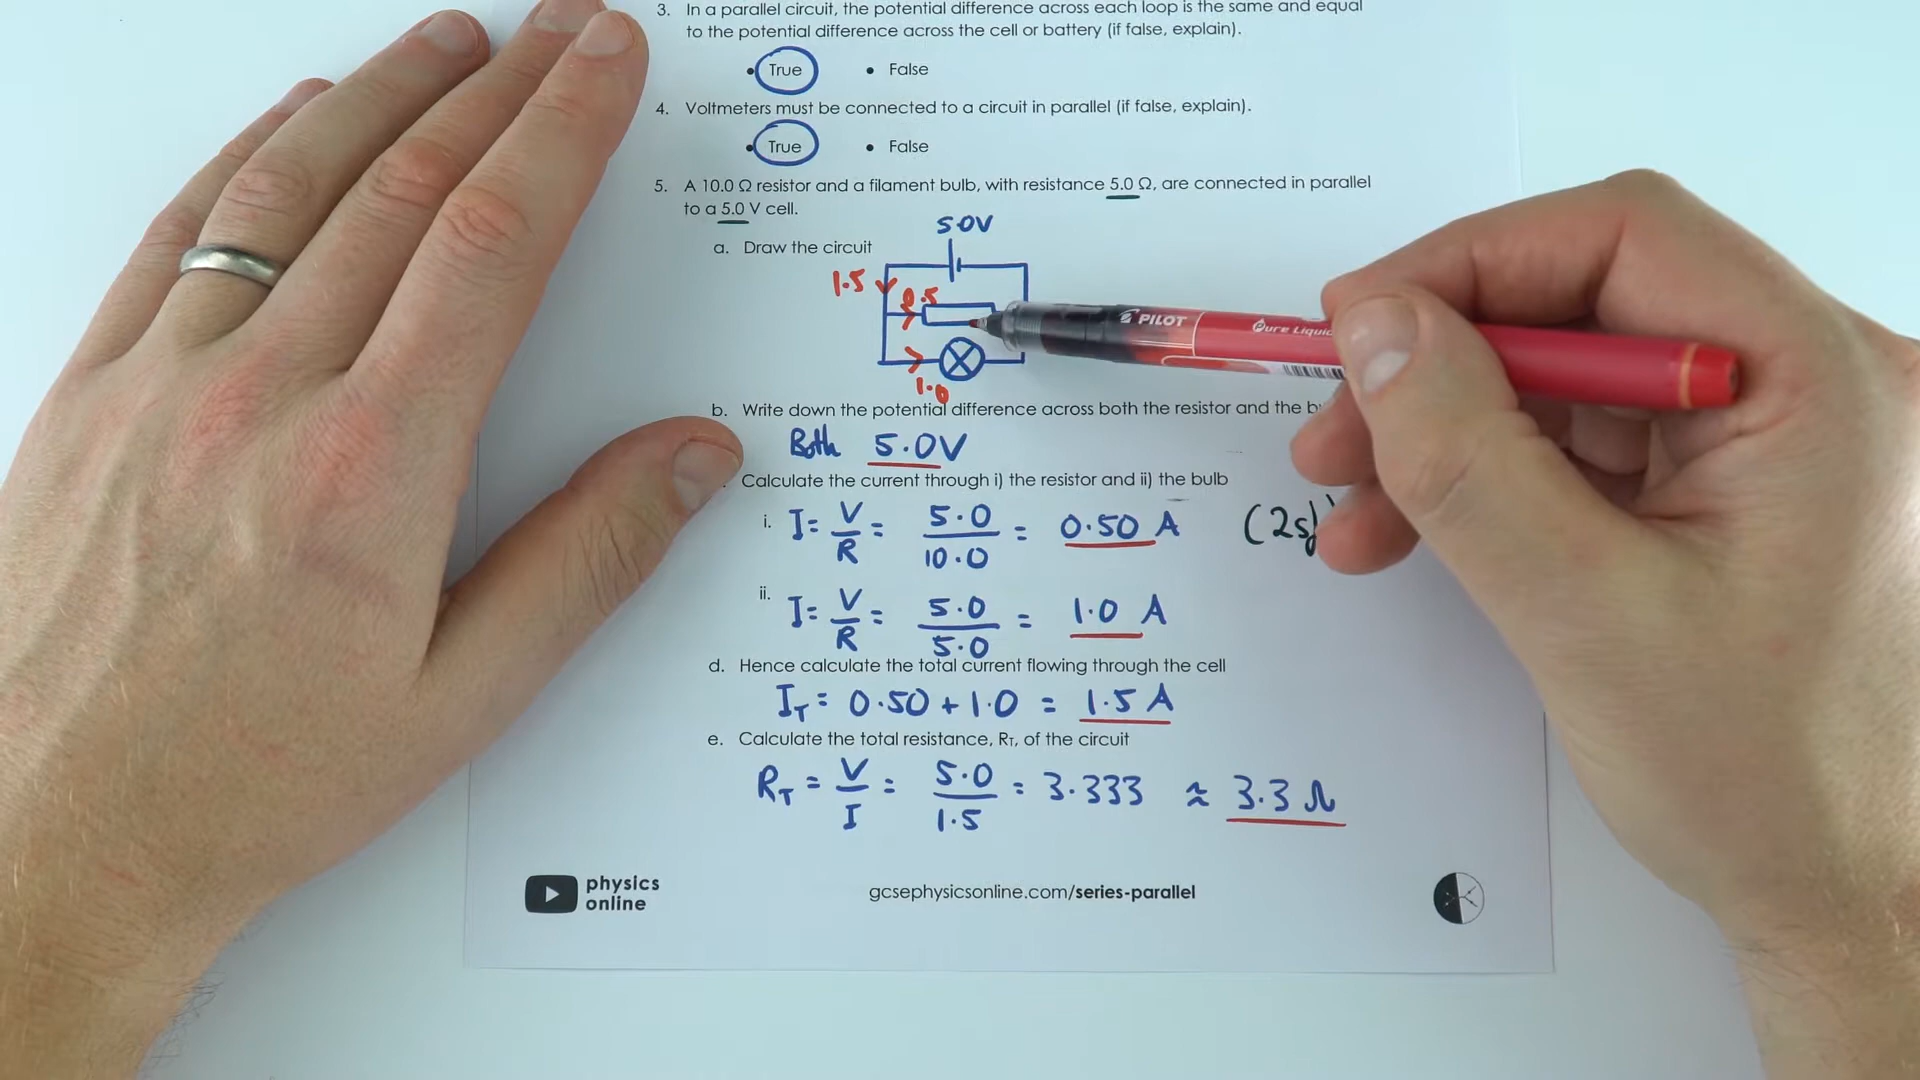 3. In a parallel circuit, the potential difference across each loop is the same and equal
to the potential difference across the cell or battery (if false, explain).
• True • False
4. Voltmeters must be connected to a circuit in parallel (if false, explain).
• True • False
5. A 10.0 Ω resistor and a filament bulb, with resistance 5.0 Ω, are connected in parallel
to a 5.0 V cell.
5.0V
a. Draw the circuit
1.5
0.5
1.0
b. Write down the potential difference across both the resistor and the
Both 5.0V
Calculate the current through i) the resistor and ii) the bulb
i. I = V/R = 5.0/10.0 = 0.50 A (2sf)
ii. I = V/R = 5.0/5.0 = 1.0 A
d. Hence calculate the total current flowing through the cell
I_T = 0.50 + 1.0 = 1.5 A
e. Calculate the total resistance, R_T, of the circuit
R_T = V/I = 5.0/1.5 = 3.333 ≈ 3.3 Ω
physics
online
gcsephysicsonline.com/series-parallel
PILOT
Pure Liquid